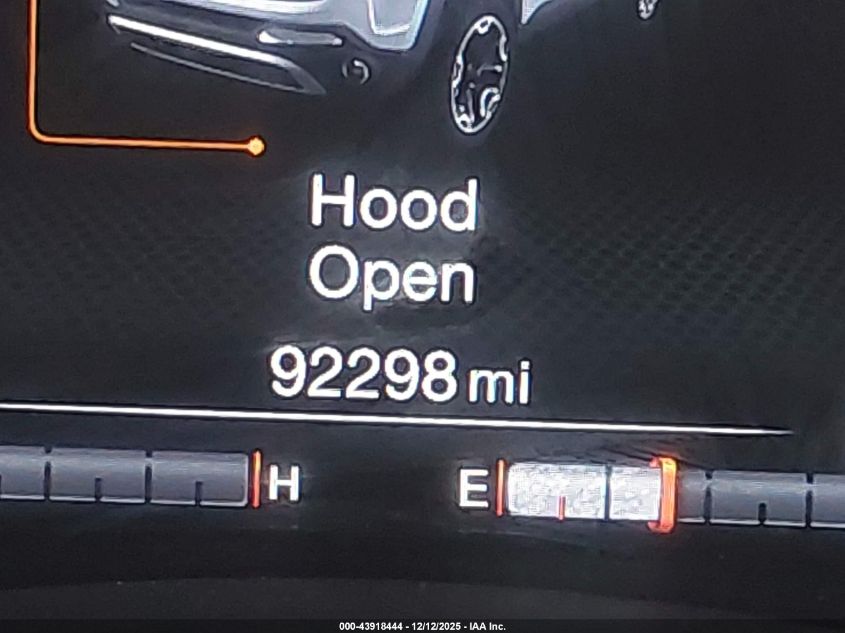 Hood
Open
92298 mi
H
E
000-43918444 - 12/12/2025 - IAA Inc.